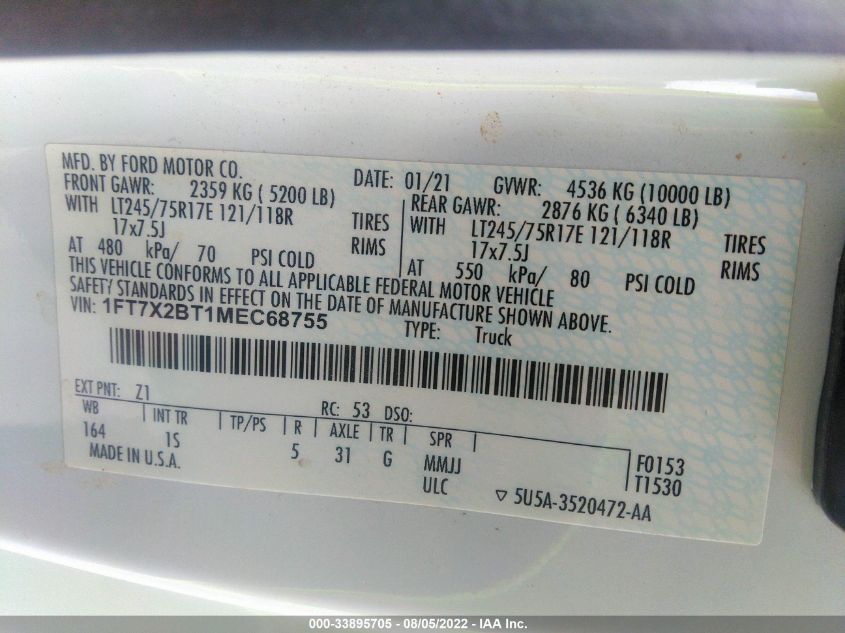 MFD. BY FORD MOTOR CO. DATE: 01/21 GVWR: 4536 KG (10000 LB)
FRONT GAWR: 2359 KG ( 5200 LB) REAR GAWR: 2876 KG ( 6340 LB)
WITH LT245/75R17E 121/118R TIRES WITH LT245/75R17E 121/118R TIRES
17x7.5J RIMS 17x7.5J RIMS
AT 480 kPa/ 70 PSI COLD AT 550 kPa/ 80 PSI COLD
THIS VEHICLE CONFORMS TO ALL APPLICABLE FEDERAL MOTOR VEHICLE
SAFETY STANDARDS IN EFFECT ON THE DATE OF MANUFACTURE SHOWN ABOVE.
VIN: 1FT7X2BT1MEC68755 TYPE: Truck
EXT PNT: Z1 RC: 53 DSO:
WB INT TR TP/PS R AXLE TR SPR
164 1S 5 31 G MMJJ F0153
MADE IN U.S.A. ULC T1530
▽ 5U5A-3520472-AA
000-33895705 - 08/05/2022 - IAA Inc.